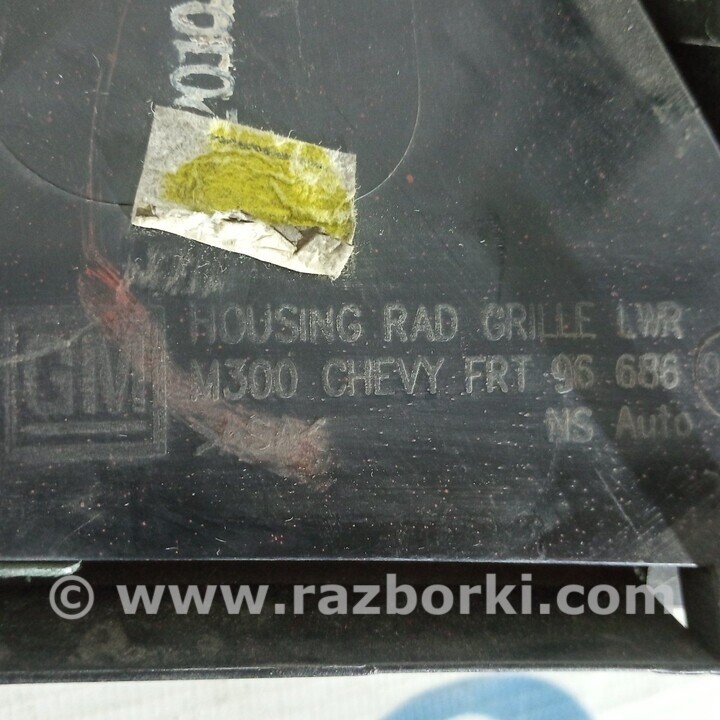 GM
HOUSING RAD GRILLE LWR
M300 CHEVY FRT 96 686
NS Auto
© www.razborki.com